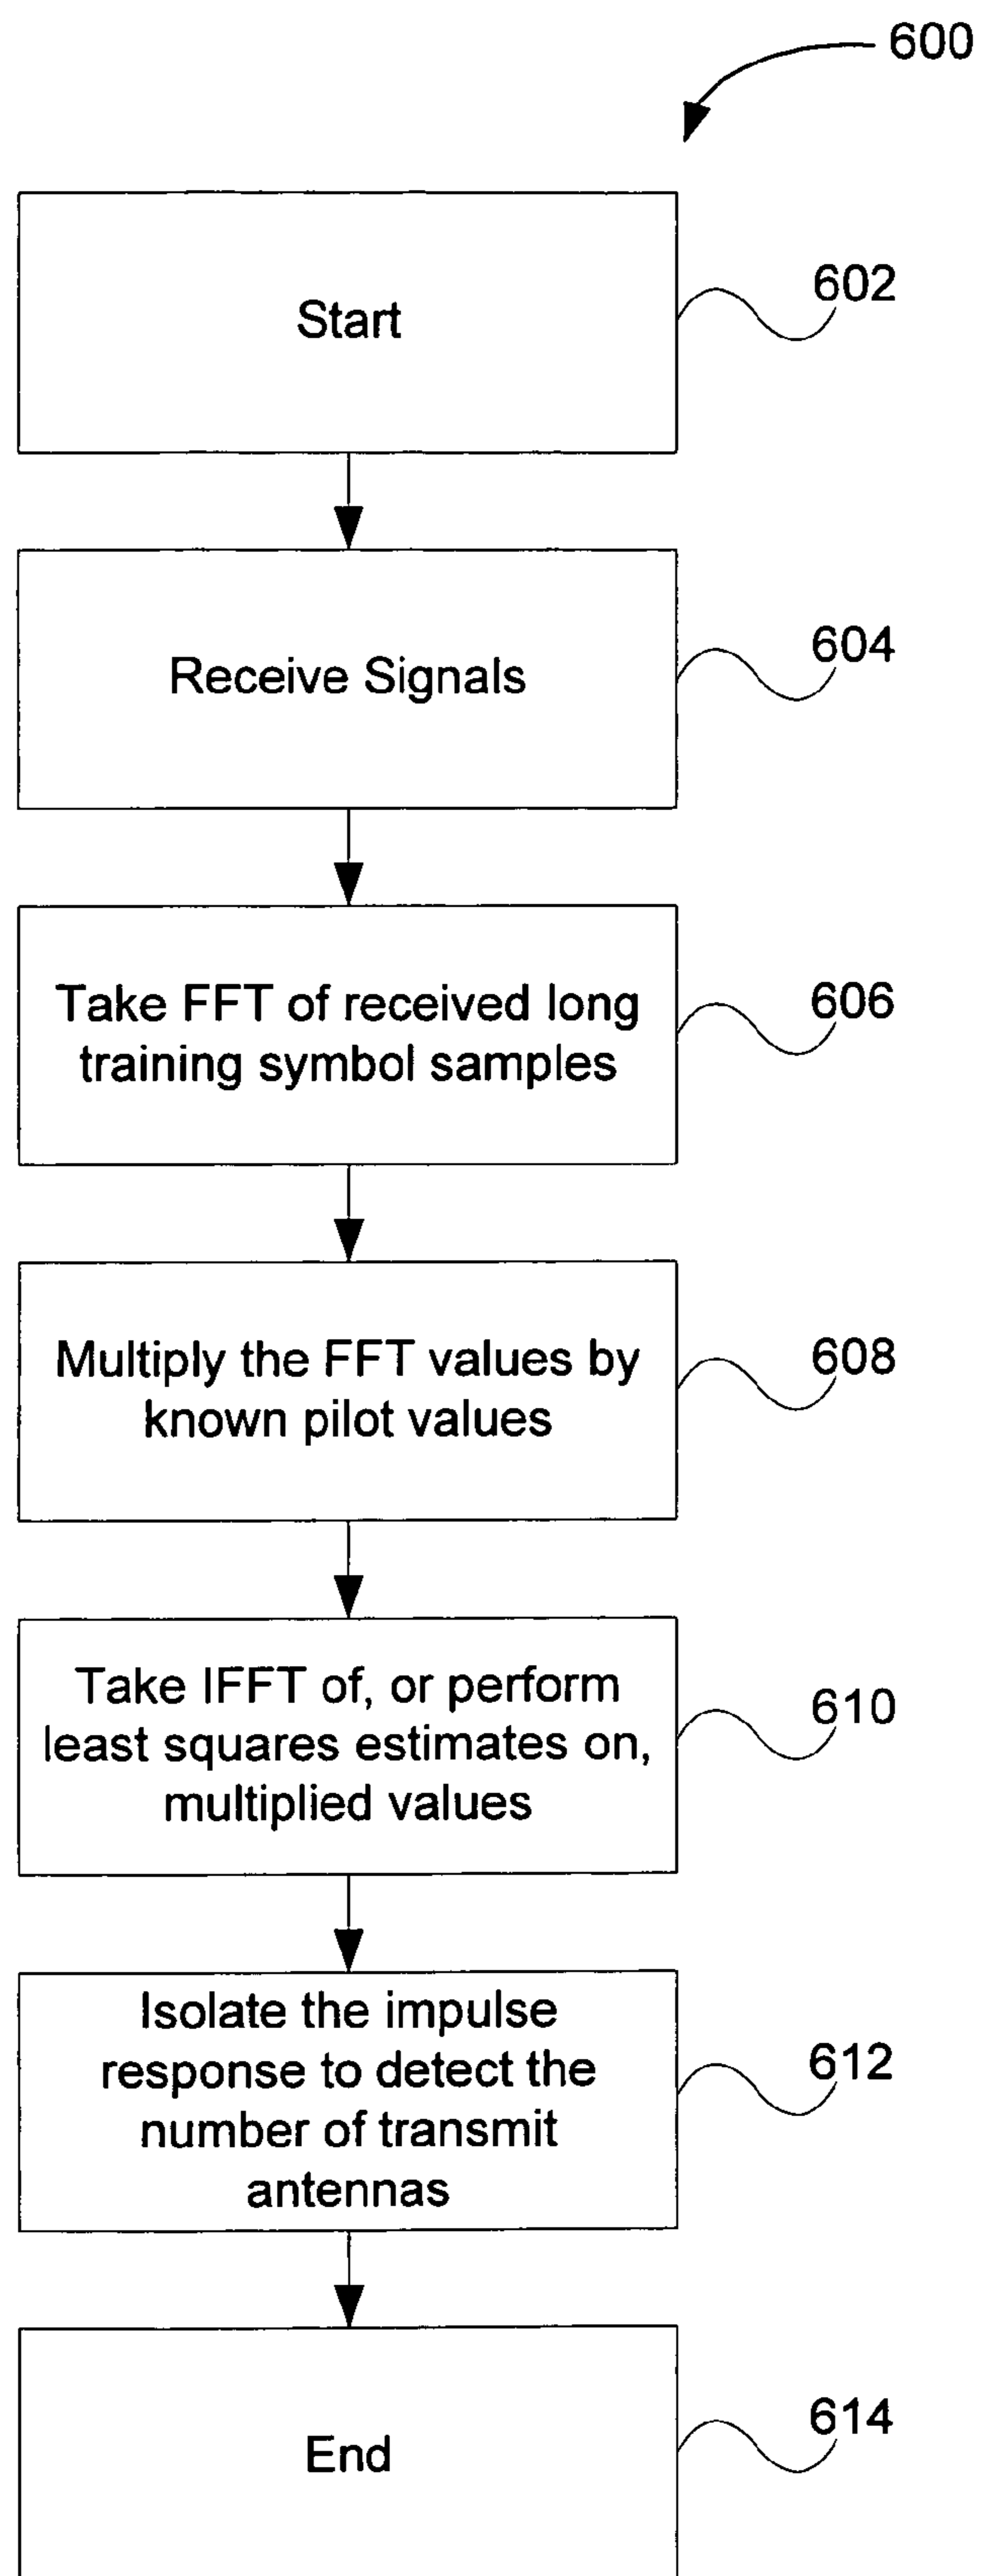 600
Start
602
Receive Signals
604
Take FFT of received long
training symbol samples
606
Multiply the FFT values by
known pilot values
608
Take IFFT of, or perform
least squares estimates on,
multiplied values
610
Isolate the impulse
response to detect the
number of transmit
antennas
612
End
614